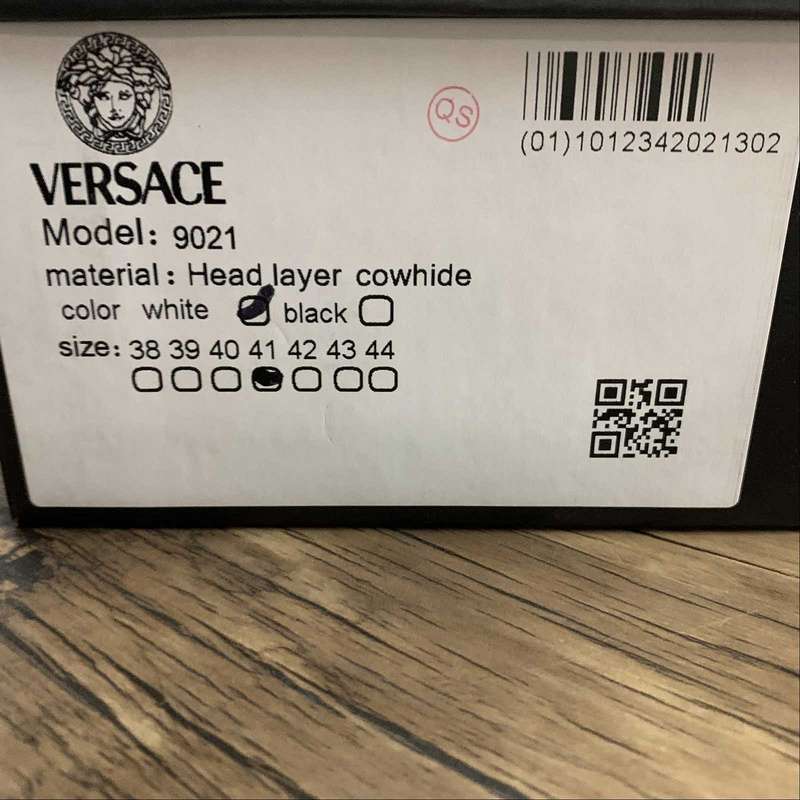 VERSACE
QS
(01)1012342021302
Model: 9021
material: Head layer cowhide
color white black
size: 38 39 40 41 42 43 44